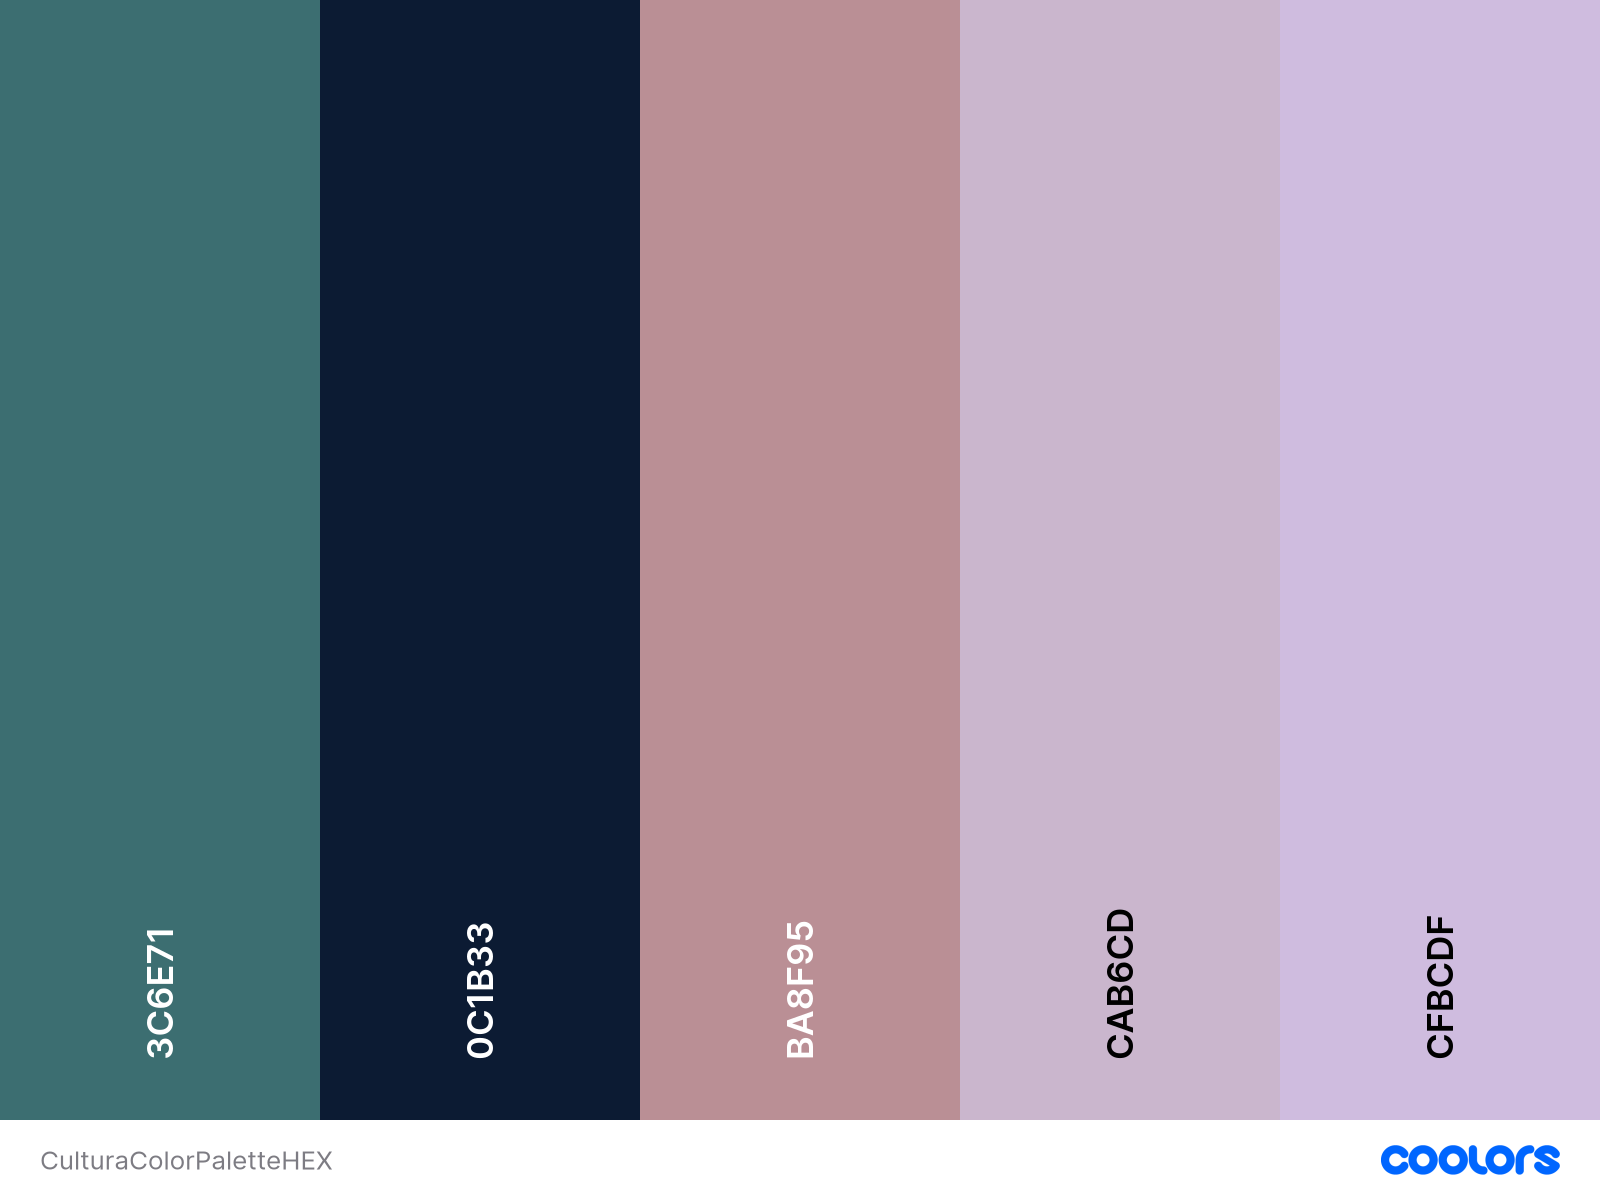 3C6E71
0C1B33
BA8F95
CAB6CD
CFBCDF
CulturaColorPaletteHEX
coolors